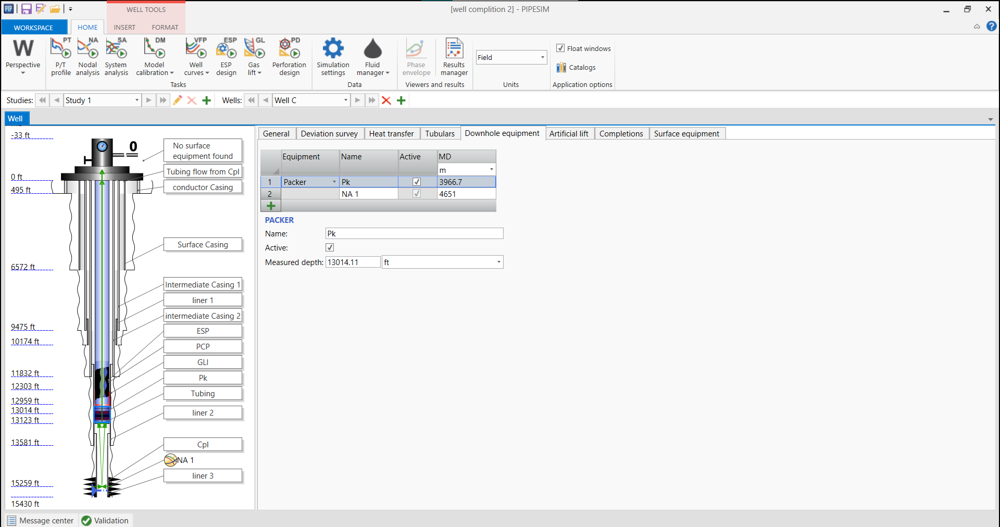 PIP
WELL TOOLS
[well complition 2] - PIPESIM
WORKSPACE
HOME
INSERT
FORMAT
W
Perspective
PT
P/T
profile
NA
Nodal
analysis
SA
System
analysis
DM
Model
calibration
VFP
Well
curves
ESP
ESP
design
GL
Gas
lift
PD
Perforation
design
Tasks
Simulation
settings
Fluid
manager
Data
Phase
envelope
Results
manager
Viewers and results
Field
Units
Float windows
Catalogs
Application options
Studies:
Study 1
Wells:
Well C
Well
-33 ft
0 ft
495 ft
6572 ft
9475 ft
10174 ft
11832 ft
12303 ft
12959 ft
13014 ft
13123 ft
13581 ft
15259 ft
15430 ft
0
No surface
equipment found
Tubing flow from Cpl
conductor Casing
Surface Casing
Intermediate Casing 1
liner 1
intermediate Casing 2
ESP
PCP
GLI
Pk
Tubing
liner 2
Cpl
NA 1
liner 3
General
Deviation survey
Heat transfer
Tubulars
Downhole equipment
Artificial lift
Completions
Surface equipment
Equipment Name Active MD
m
1 Packer Pk 3966.7
2 NA 1 4651
PACKER
Name: Pk
Active:
Measured depth: 13014.11 ft
Message center
Validation